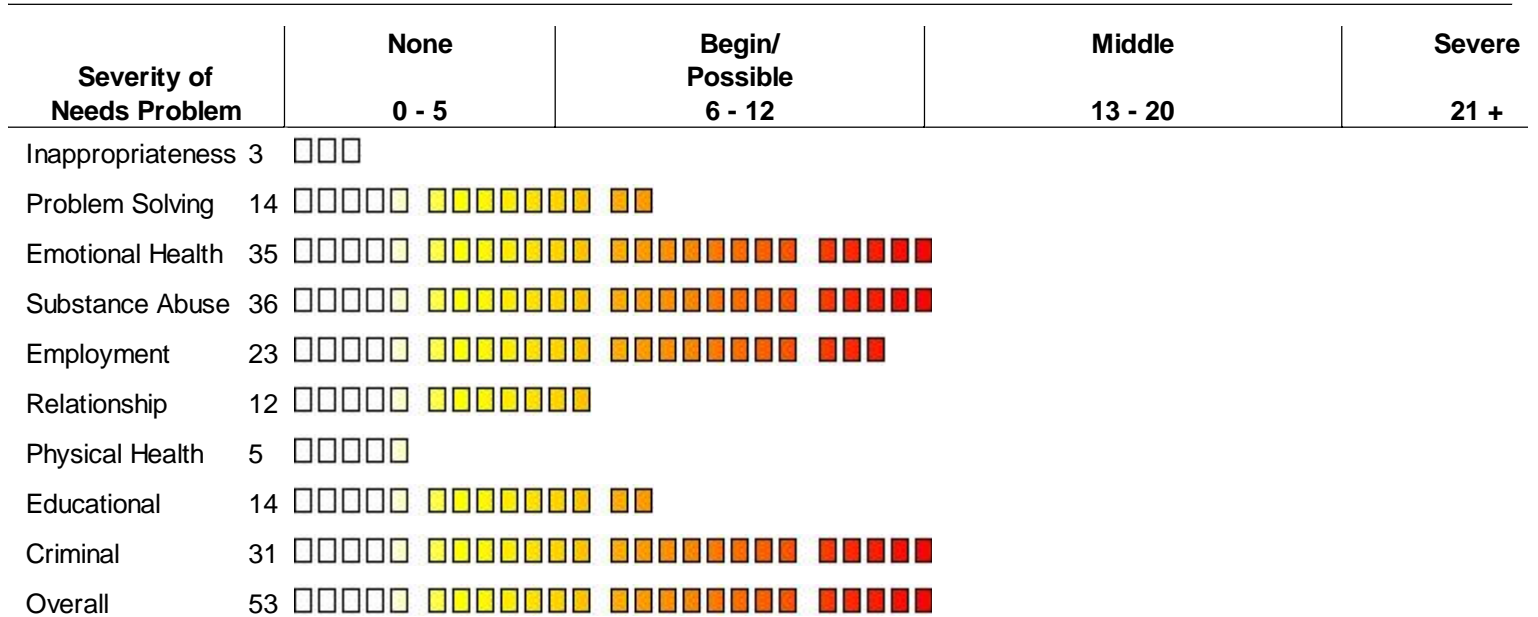 None Begin/ Middle Severe
Severity of Possible
Needs Problem 0 - 5 6 - 12 13 - 20 21 +
Inappropriateness 3
Problem Solving 14
Emotional Health 35
Substance Abuse 36
Employment 23
Relationship 12
Physical Health 5
Educational 14
Criminal 31
Overall 53